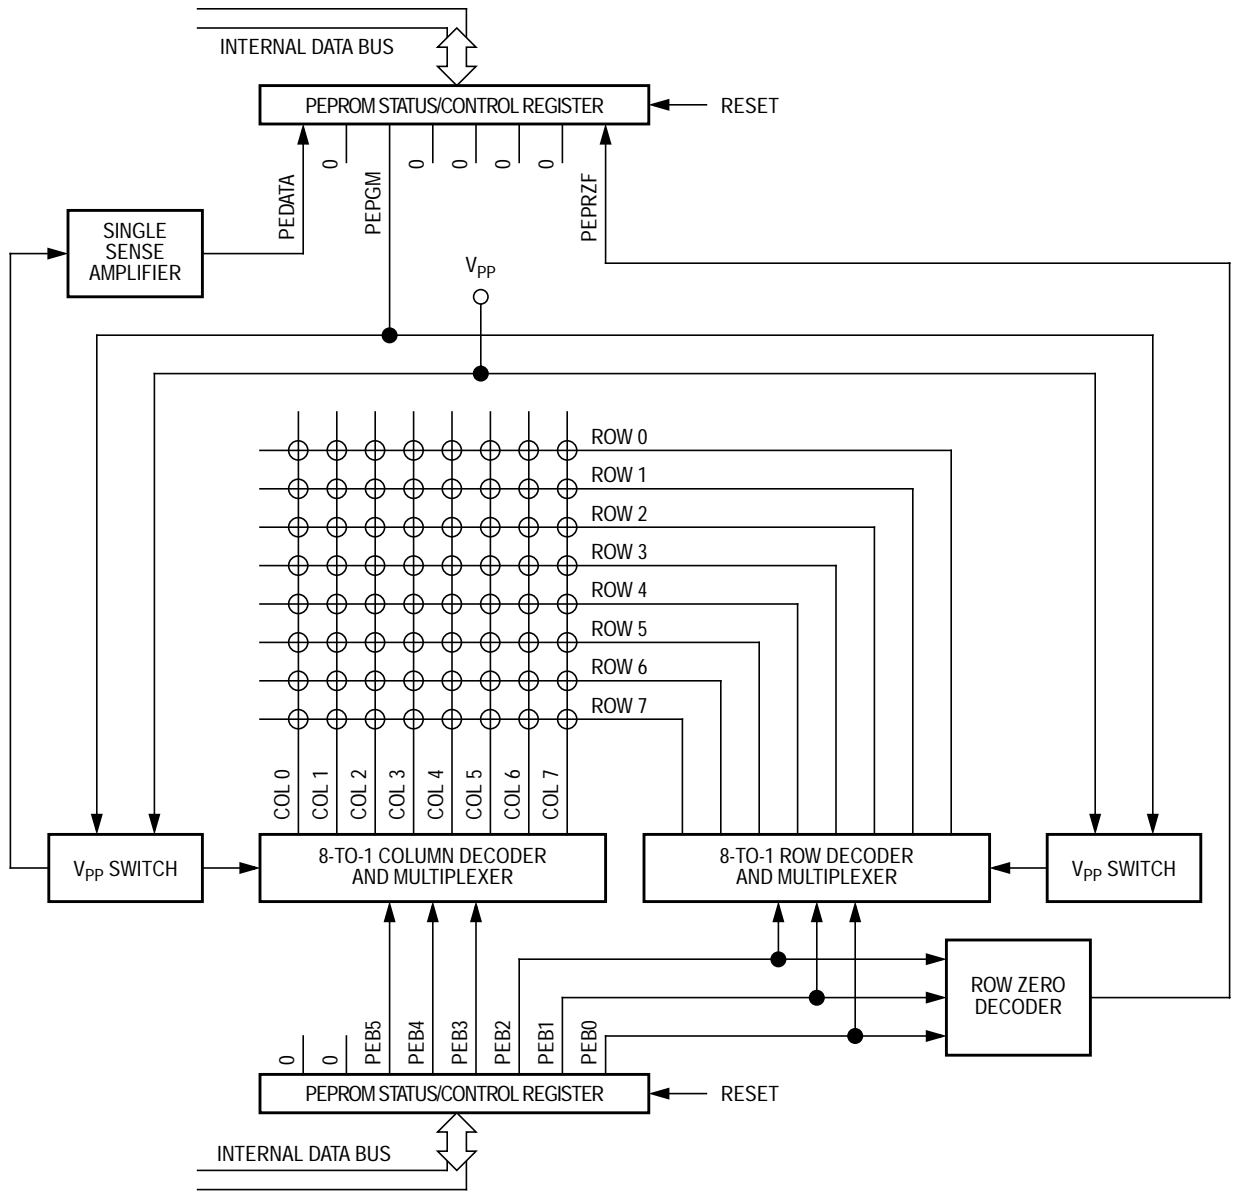 INTERNAL DATA BUS
PEPROM STATUS/CONTROL REGISTER
RESET
PEDATA
0
PEPGM
0
0
0
0
PEPRZF
SINGLE
SENSE
AMPLIFIER
VPP
ROW 0
ROW 1
ROW 2
ROW 3
ROW 4
ROW 5
ROW 6
ROW 7
COL 0
COL 1
COL 2
COL 3
COL 4
COL 5
COL 6
COL 7
VPP SWITCH
8-TO-1 COLUMN DECODER
AND MULTIPLEXER
8-TO-1 ROW DECODER
AND MULTIPLEXER
VPP SWITCH
ROW ZERO
DECODER
0
0
PEB5
PEB4
PEB3
PEB2
PEB1
PEB0
PEPROM STATUS/CONTROL REGISTER
RESET
INTERNAL DATA BUS